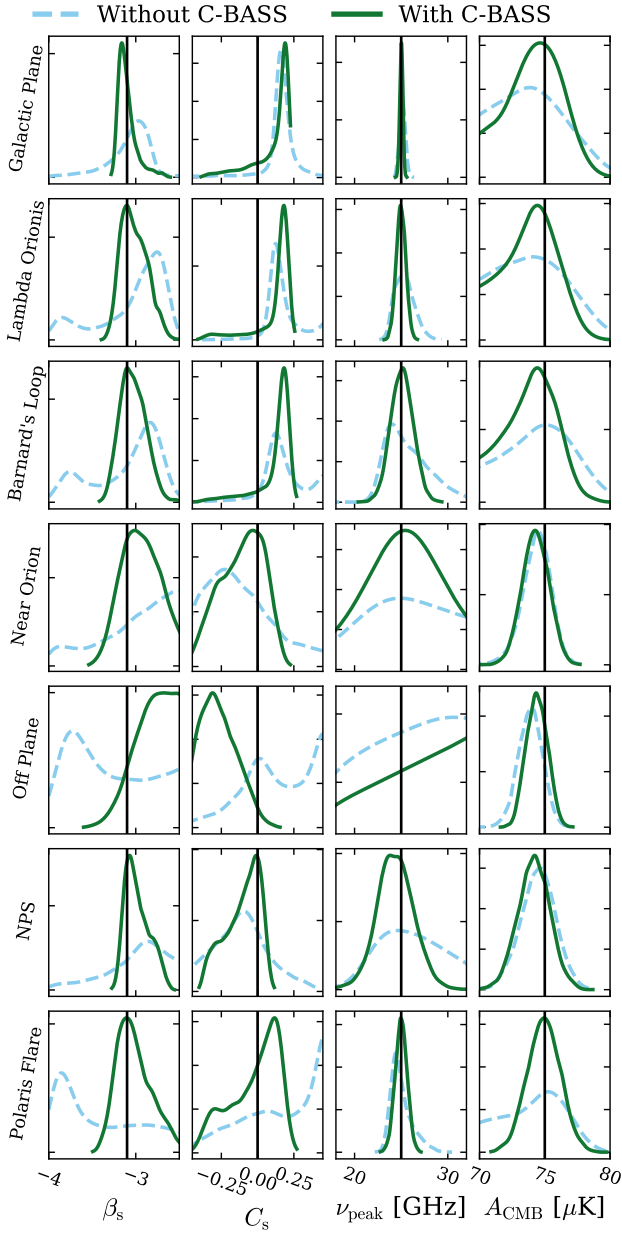 Without C-BASS With C-BASS
Galactic Plane
Lambda Orionis
Barnard's Loop
Near Orion
Off Plane
NPS
Polaris Flare
−4 −3 −0.25 0.00 0.25 20 30 70 75 80
βs Cs νpeak [GHz] ACMB [μK]